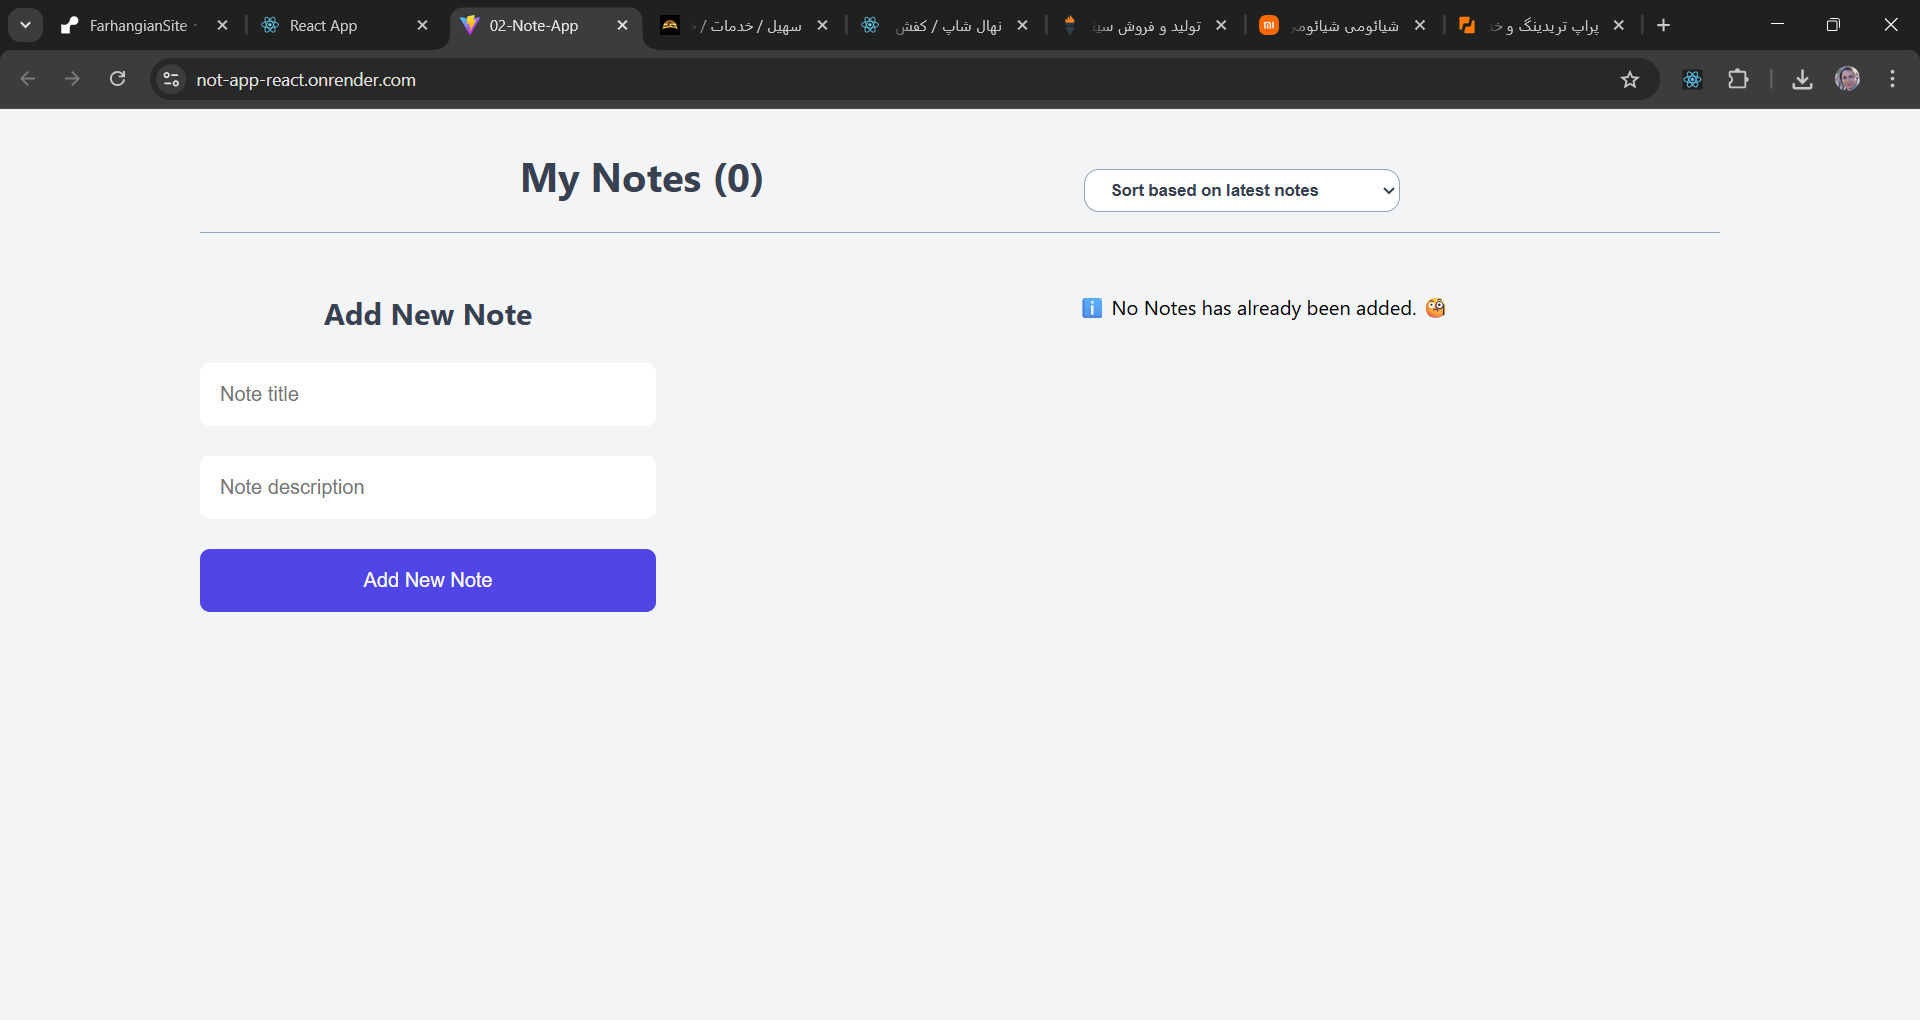 FarhangianSite
React App
02-Note-App
سهیل / خدمات /
نهال شاپ / کفش
تولید و فروش
شیائومی شیائومی
پراپ تریدینگ و
not-app-react.onrender.com
My Notes (0)
Sort based on latest notes
Add New Note
No Notes has already been added.
Note title
Note description
Add New Note